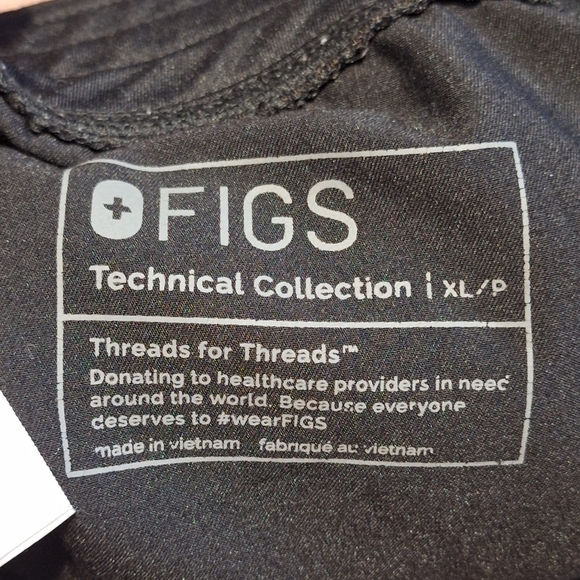 FIGS
Technical Collection | XL/P
Threads for Threads™
Donating to healthcare providers in need
around the world. Because everyone
deserves to #wearFIGS
made in vietnam fabriqué au vietnam